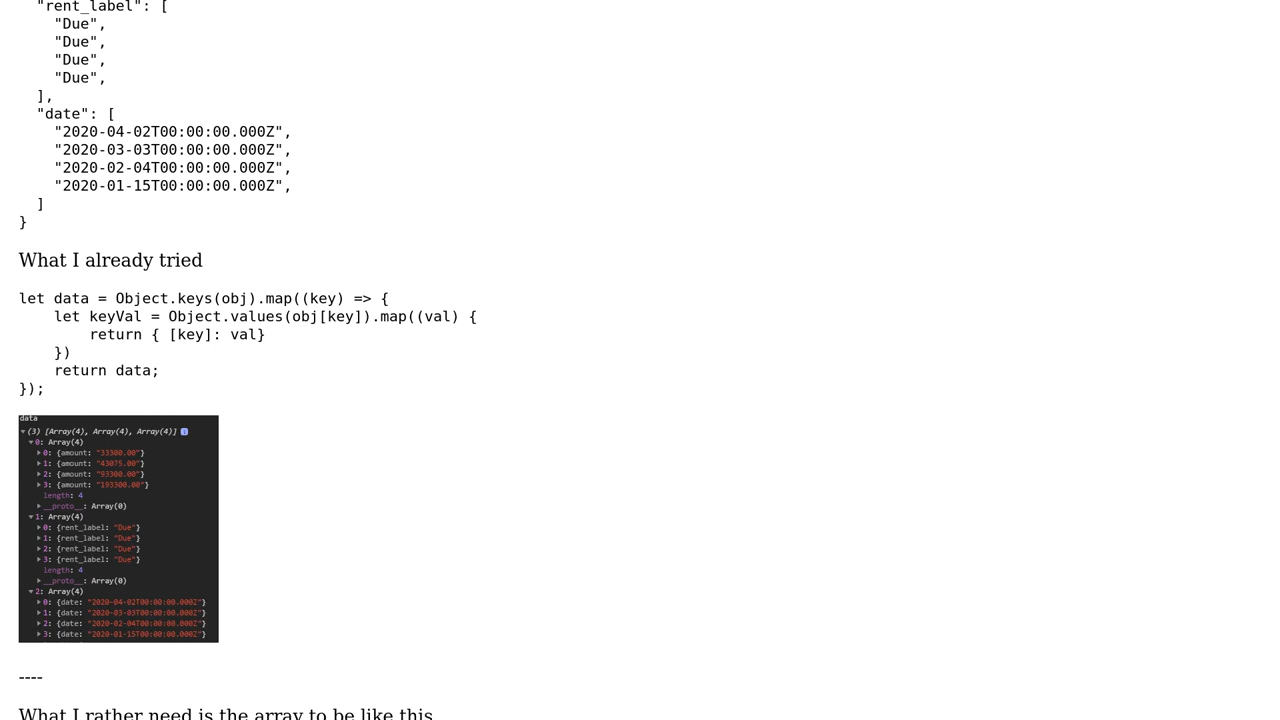 "rent_label": [
"Due",
"Due",
"Due",
"Due",
],
"date": [
"2020-04-02T00:00:00.000Z",
"2020-03-03T00:00:00.000Z",
"2020-02-04T00:00:00.000Z",
"2020-01-15T00:00:00.000Z",
]
}
What I already tried
let data = Object.keys(obj).map((key) => {
let keyVal = Object.values(obj[key]).map((val) {
return { [key]: val}
})
return data;
});
data
(3) [Array(4), Array(4), Array(4)] i
0: Array(4)
0: {amount: "33300.00"}
1: {amount: "43075.00"}
2: {amount: "93300.00"}
3: {amount: "193300.00"}
length: 4
__proto__: Array(0)
1: Array(4)
0: {rent_label: "Due"}
1: {rent_label: "Due"}
2: {rent_label: "Due"}
3: {rent_label: "Due"}
length: 4
__proto__: Array(0)
2: Array(4)
0: {date: "2020-04-02T00:00:00.000Z"}
1: {date: "2020-03-03T00:00:00.000Z"}
2: {date: "2020-02-04T00:00:00.000Z"}
3: {date: "2020-01-15T00:00:00.000Z"}
----
What I rather need is the array to be like this.